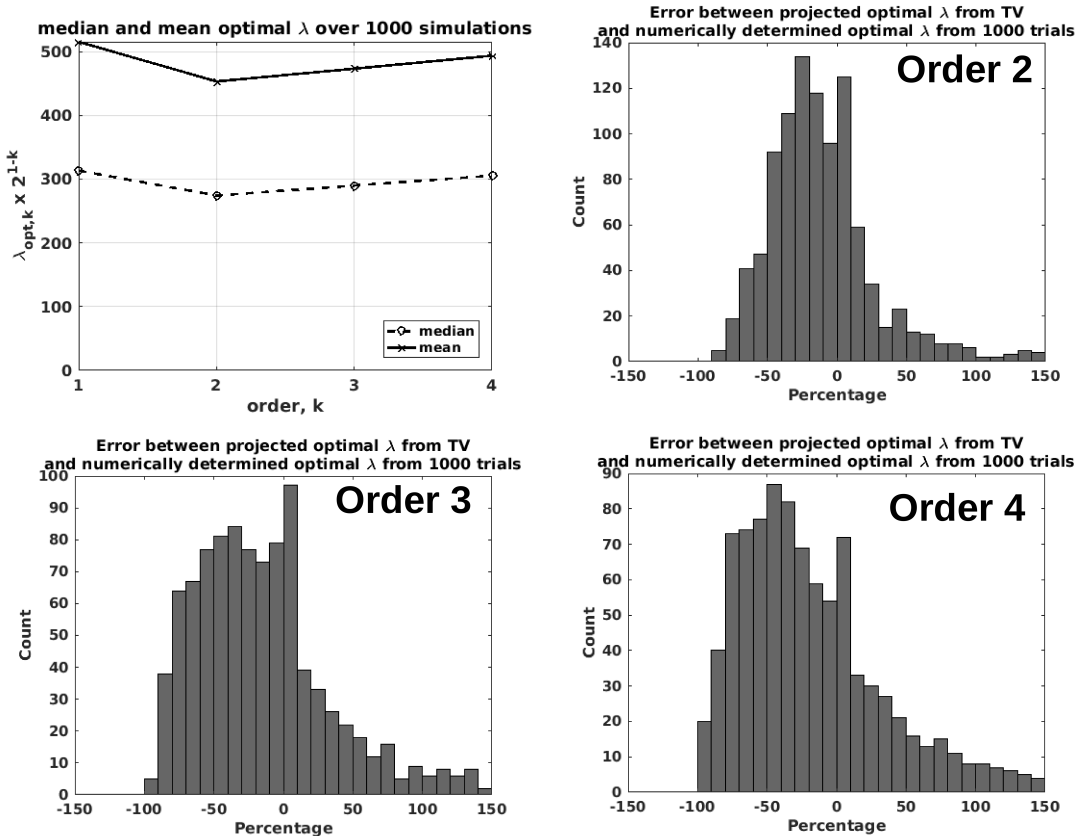 median and mean optimal λ over 1000 simulations
500
400
300
200
100
0
λopt,k x 2^1-k
median
mean
1 2 3 4
order, k
Error between projected optimal λ from TV
and numerically determined optimal λ from 1000 trials
Order 2
140
120
100
80
60
40
20
0
Count
-150 -100 -50 0 50 100 150
Percentage
Error between projected optimal λ from TV
and numerically determined optimal λ from 1000 trials
Order 3
100
90
80
70
60
50
40
30
20
10
0
Count
-150 -100 -50 0 50 100 150
Percentage
Error between projected optimal λ from TV
and numerically determined optimal λ from 1000 trials
Order 4
90
80
70
60
50
40
30
20
10
0
Count
-150 -100 -50 0 50 100 150
Percentage